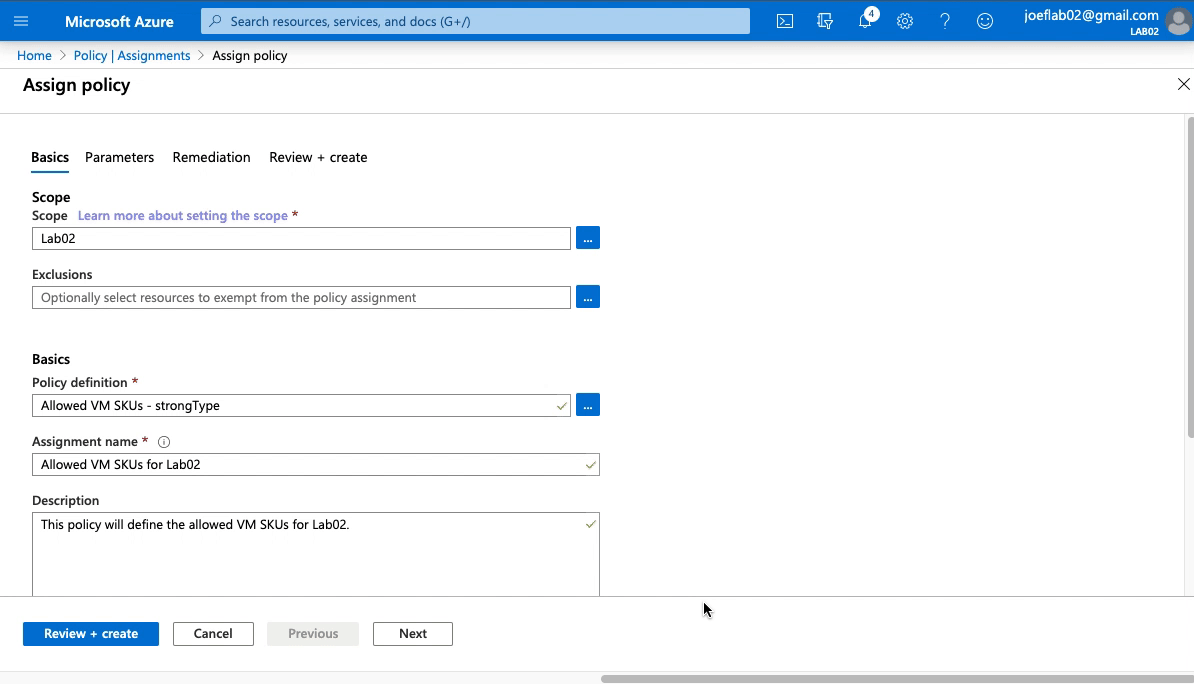 Microsoft Azure
Search resources, services, and docs (G+/)
4
joeflab02@gmail.com
LAB02
Home > Policy | Assignments > Assign policy
Assign policy
Basics Parameters Remediation Review + create
Scope
Scope Learn more about setting the scope *
Lab02
...
Exclusions
Optionally select resources to exempt from the policy assignment
...
Basics
Policy definition *
Allowed VM SKUs - strongType
...
Assignment name *
Allowed VM SKUs for Lab02
Description
This policy will define the allowed VM SKUs for Lab02.
Review + create Cancel Previous Next